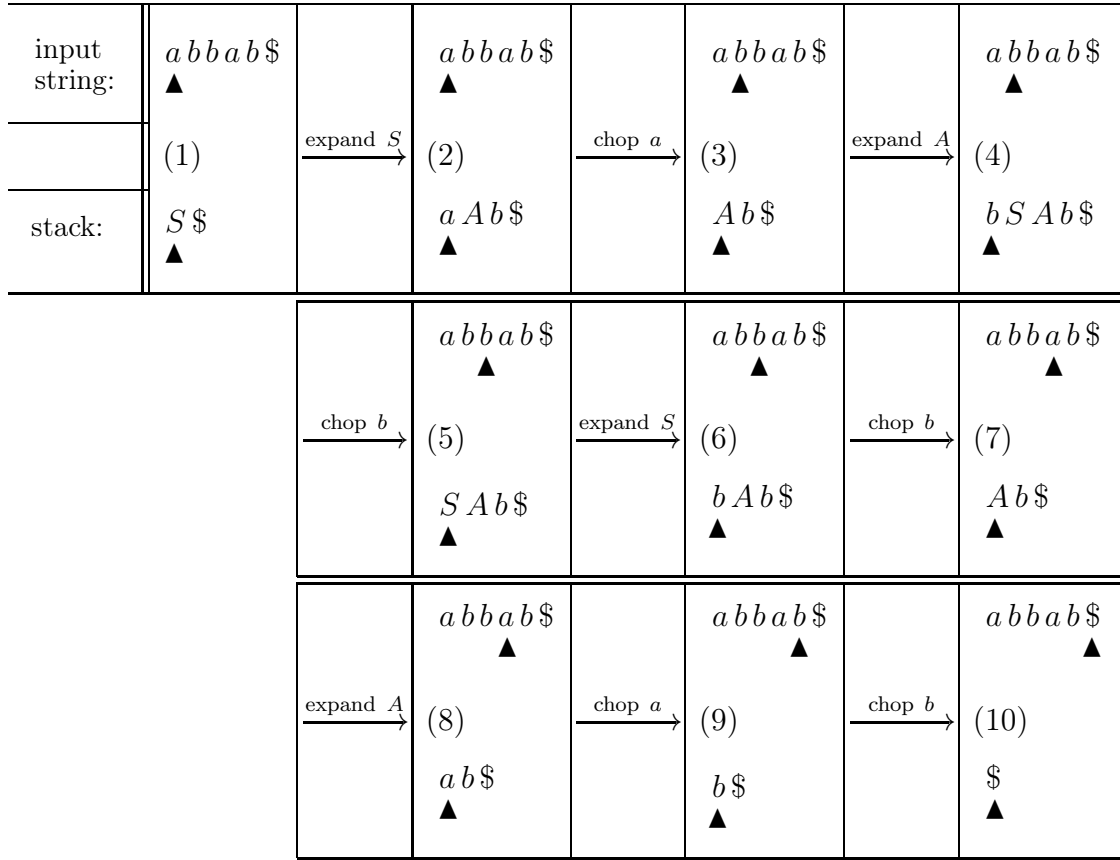 input string: a b b a b $ a b b a b $ a b b a b $ a b b a b $
(1) expand S (2) chop a (3) expand A (4)
stack: S $ a A b $ A b $ b S A b $
a b b a b $ a b b a b $ a b b a b $
chop b (5) expand S (6) chop b (7)
S A b $ b A b $ A b $
a b b a b $ a b b a b $ a b b a b $
expand A (8) chop a (9) chop b (10)
a b $ b $ $